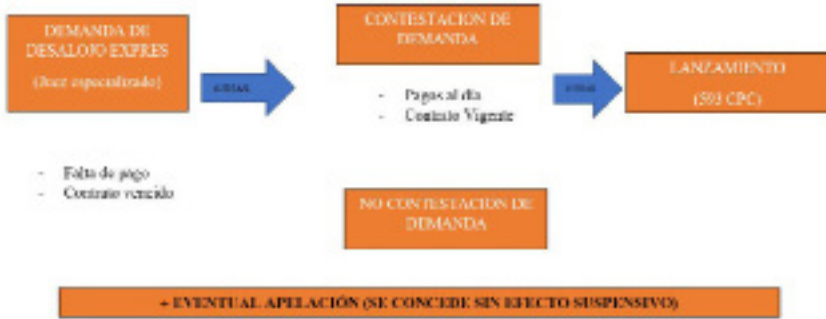 DEMANDA DE
DESALOJO EXPRES
(Juez especializado)
- Falta de pago
- Contrato vencido
CONTESTACION DE
DEMANDA
- Pagos al día
- Contrato Vigente
NO CONTESTACION DE
DEMANDA
LANZAMIENTO
(593 CPC)
+ EVENTUAL APELACIÓN (SE CONCEDE SIN EFECTO SUSPENSIVO)